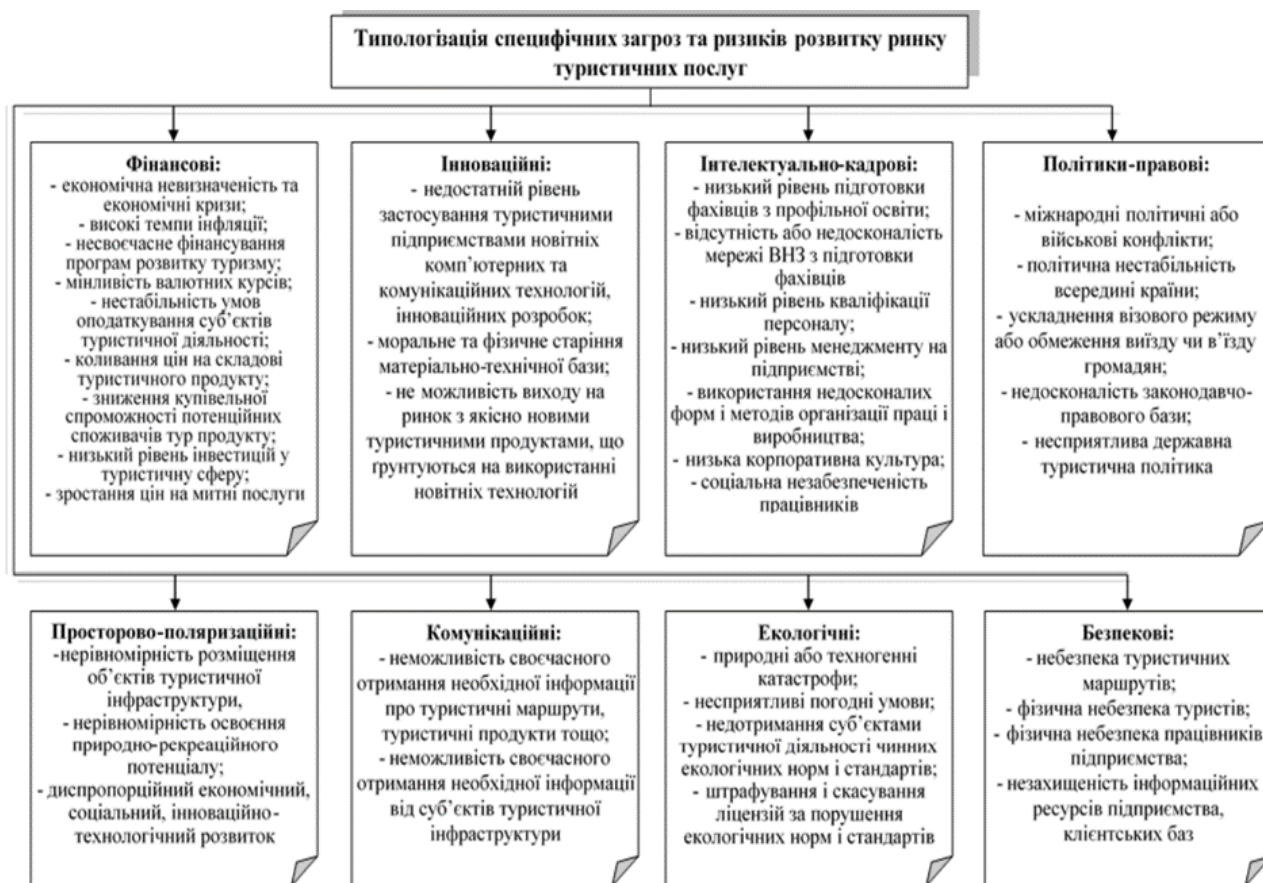 Типологізація специфічних загроз та ризиків розвитку ринку
туристичних послуг
Фінансові:
- економічна невизначеність та
економічні кризи;
- високі темпи інфляції;
- несвоєчасне фінансування
програм розвитку туризму;
- мінливість валютних курсів;
- нестабільність умов
оподаткування суб’єктів
туристичної діяльності;
- коливання цін на складові
туристичного продукту;
- зниження купівельної
спроможності потенційних
споживачів тур продукту;
- низький рівень інвестицій у
туристичну сферу;
- зростання цін на митні послуги
Інноваційні:
- недостатній рівень
застосування туристичними
підприємствами новітніх
комп’ютерних та
комунікаційних технологій,
інноваційних розробок;
- моральне та фізичне старіння
матеріально-технічної бази;
- не можливість виходу на
ринок з якісно новими
туристичними продуктами, що
ґрунтуються на використанні
новітніх технологій
Інтелектуально-кадрові:
- низький рівень підготовки
фахівців з профільної освіти;
- відсутність або недосконалість
мережі ВНЗ з підготовки
фахівців
- низький рівень кваліфікації
персоналу;
- низький рівень менеджменту на
підприємстві;
- використання недосконалих
форм і методів організації праці і
виробництва;
- низька корпоративна культура;
- соціальна незабезпеченість
працівників
Політики-правові:
- міжнародні політичні або
військові конфлікти;
- політична нестабільність
всередині країни;
- ускладнення візового режиму
або обмеження виїзду чи в’їзду
громадян;
- недосконалість законодавчо-
правового бази;
- несприятлива державна
туристична політика
Просторово-поляризаційні:
-нерівномірність розміщення
об’єктів туристичної
інфраструктури,
- нерівномірність освоєння
природно-рекреаційного
потенціалу;
- диспропорційний економічний,
соціальний, інноваційно-
технологічний розвиток
Комунікаційні:
- неможливість своєчасного
отримання необхідної інформації
про туристичні маршрути,
туристичні продукти тощо;
- неможливість своєчасного
отримання необхідної інформації
від суб’єктів туристичної
інфраструктури
Екологічні:
- природні або техногенні
катастрофи;
- несприятливі погодні умови;
- недотримання суб’єктами
туристичної діяльності чинних
екологічних норм і стандартів;
- штрафування і скасування
ліцензій за порушення
екологічних норм і стандартів
Безпекові:
- небезпека туристичних
маршрутів;
- фізична небезпека туристів;
- фізична небезпека працівників
підприємства;
- незахищеність інформаційних
ресурсів підприємства,
клієнтських баз